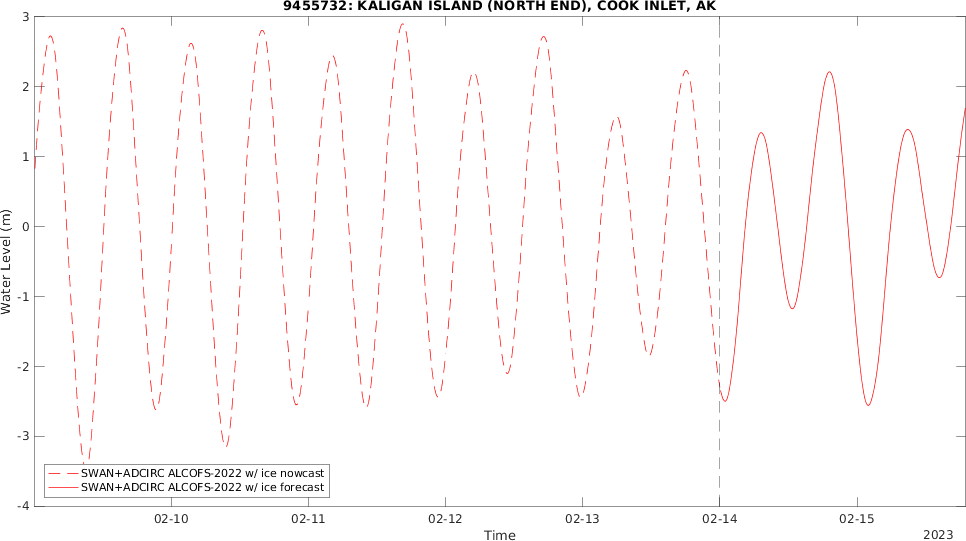 9455732: KALIGAN ISLAND (NORTH END), COOK INLET, AK
3
2
1
0
-1
-2
-3
-4
Water Level (m)
SWAN+ADCIRC ALCOFS-2022 w/ ice nowcast
SWAN+ADCIRC ALCOFS-2022 w/ ice forecast
02-10 02-11 02-12 02-13 02-14 02-15
Time
2023